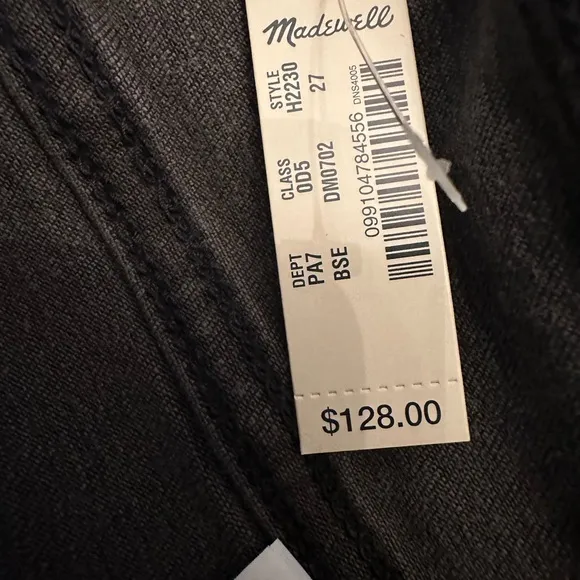 Madewell
STYLE
H2230
27
CLASS
0D5
DM0702
DEPT
PA7
BSE
DNS4005
099104784556
$128.00